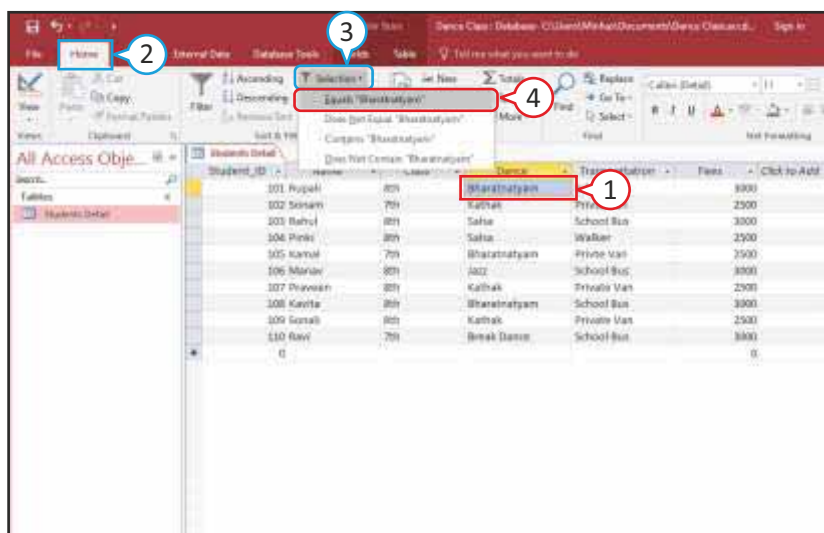 Dance Class : Database- C:\Users\Minhaz\Documents\Dance Class.accd... Sign in
File Home External Data Database Tools Fields Table Tell me what you want to do
2
3
View Paste Cut Copy Format Painter
Filter Ascending Descending Remove Sort
Selection
Equals "Bharatnatyam"
Does Not Equal "Bharatnatyam"
Contains "Bharatnatyam"
Does Not Contain "Bharatnatyam"
4
New Totals More
Find Replace Go To Select
Calibri (Detail) 11
B I U A
Views Clipboard Find Text Formatting
All Access Obje...
Search...
Tables
Students Detail
Students Detail
Student_ID Name Class Dance Transportation Fees Click to Add
101 Rupali 8th Bharatnatyam 3000
1
102 Sonam 7th Kathak 2500
103 Rahul 8th Salsa School Bus 3000
104 Pinki 8th Salsa Walker 2500
105 Kamal 7th Bharatnatyam Privte Van 2500
106 Manav 8th Jazz School Bus 3000
107 Praveen 8th Kathak Private Van 2500
108 Kavita 8th Bharatnatyam School Bus 3000
109 Sonali 8th Kathak Private Van 2500
110 Ravi 7th Break Dance School Bus 3000
0 0